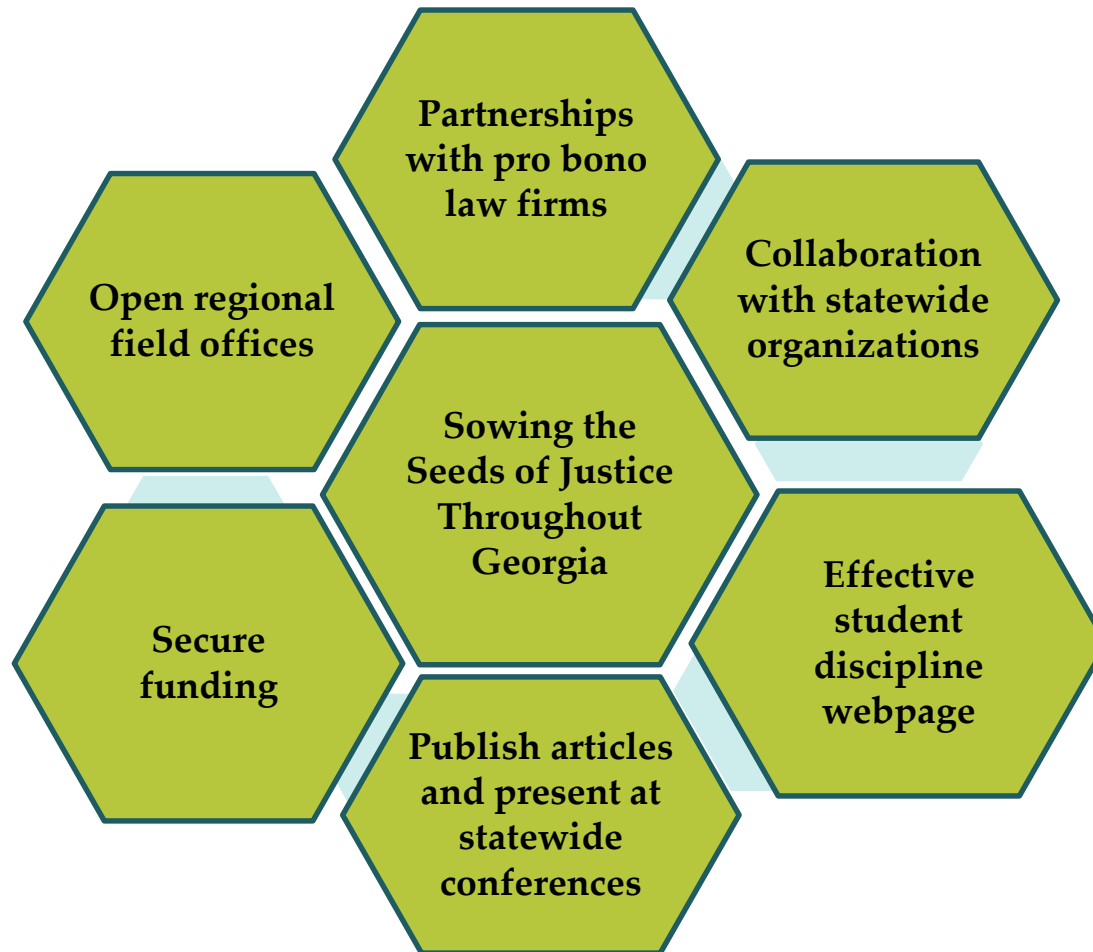 Partnerships
with pro bono
law firms
Collaboration
with statewide
organizations
Open regional
field offices
Sowing the
Seeds of Justice
Throughout
Georgia
Effective
student
discipline
webpage
Secure
funding
Publish articles
and present at
statewide
conferences